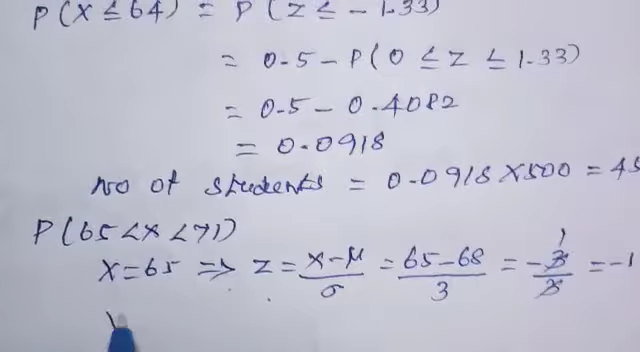 P(X ≤ 64) = P(Z ≤ -1.33)
= 0.5 - P(0 ≤ Z ≤ 1.33)
= 0.5 - 0.4082
= 0.0918
No of students = 0.0918 × 500 = 45
P(65 < X < 71)
X = 65 ⇒ Z = X-μ/σ = 65-68/3 = -3/3 = -1